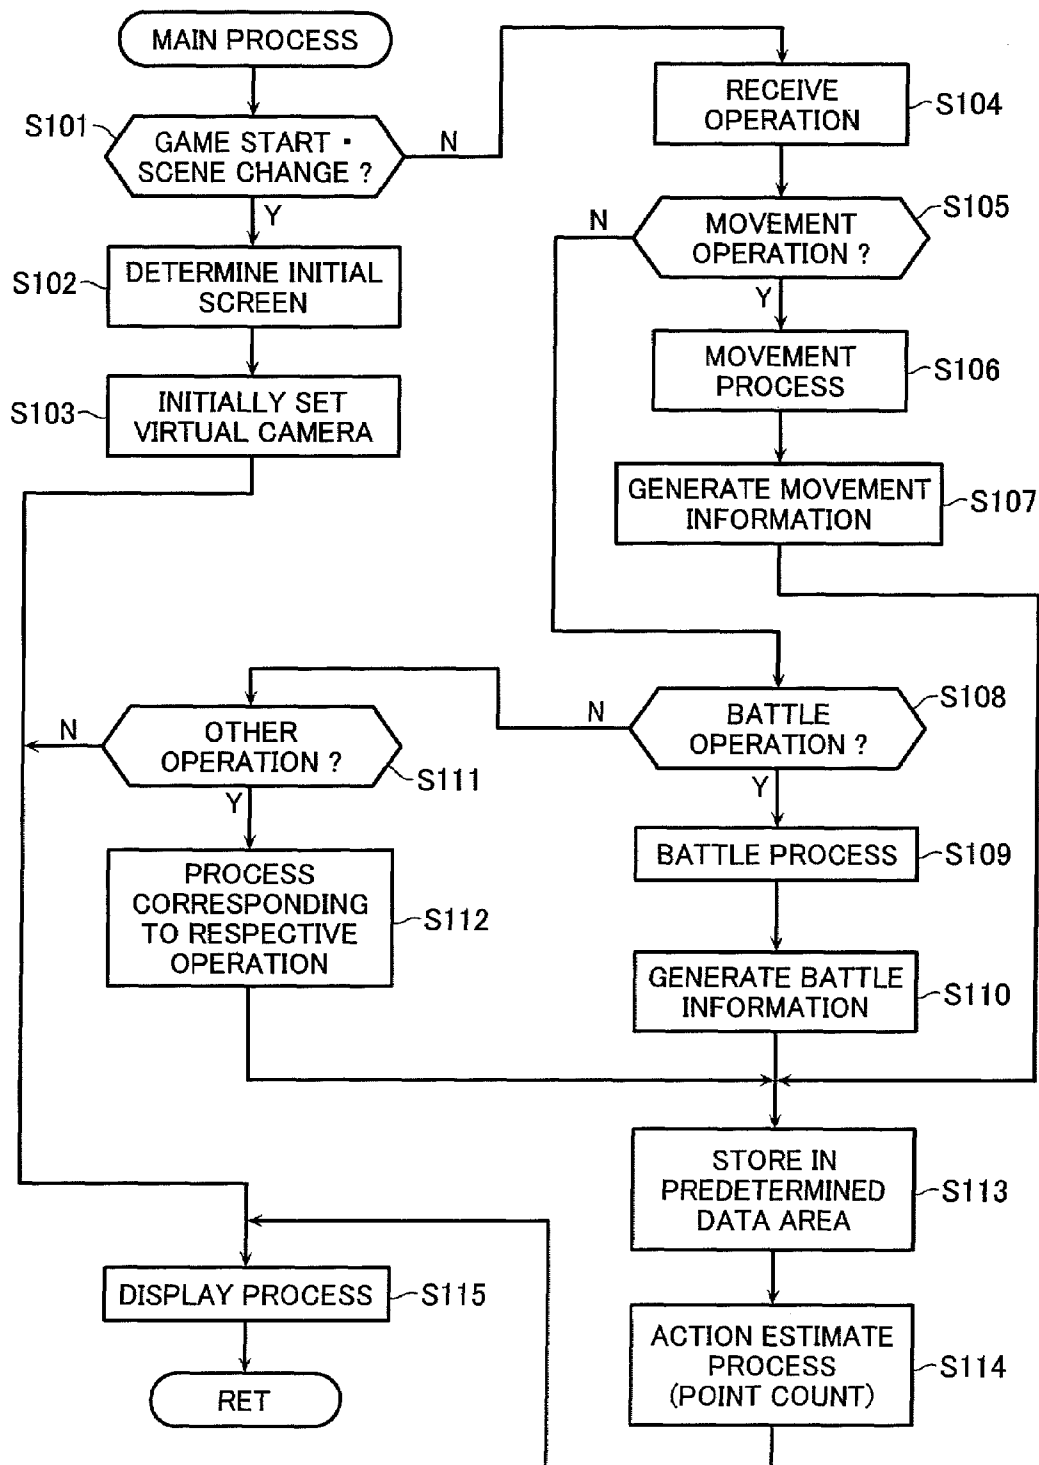 MAIN PROCESS
S101
GAME START・
SCENE CHANGE ?
N
Y
S102
DETERMINE INITIAL
SCREEN
S103
INITIALLY SET
VIRTUAL CAMERA
RECEIVE
OPERATION
S104
MOVEMENT
OPERATION ?
S105
N
Y
MOVEMENT
PROCESS
S106
GENERATE MOVEMENT
INFORMATION
S107
BATTLE
OPERATION ?
S108
N
Y
BATTLE PROCESS
S109
GENERATE BATTLE
INFORMATION
S110
OTHER
OPERATION ?
S111
N
Y
PROCESS
CORRESPONDING
TO RESPECTIVE
OPERATION
S112
STORE IN
PREDETERMINED
DATA AREA
S113
ACTION ESTIMATE
PROCESS
(POINT COUNT)
S114
DISPLAY PROCESS
S115
RET